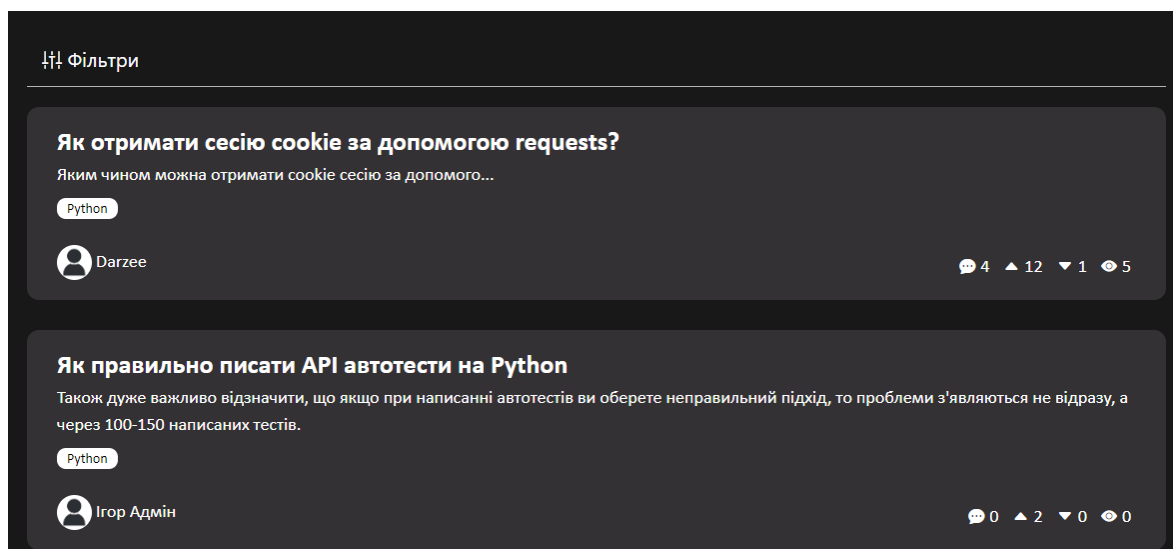 Фільтри
Як отримати сесію cookie за допомогою requests?
Яким чином можна отримати cookie сесію за допомого...
Python
Darzee
4 12 1 5
Як правильно писати API автотести на Python
Також дуже важливо відзначити, що якщо при написанні автотестів ви оберете неправильний підхід, то проблеми з'являються не відразу, а
через 100-150 написаних тестів.
Python
Ігор Адмін
0 2 0 0